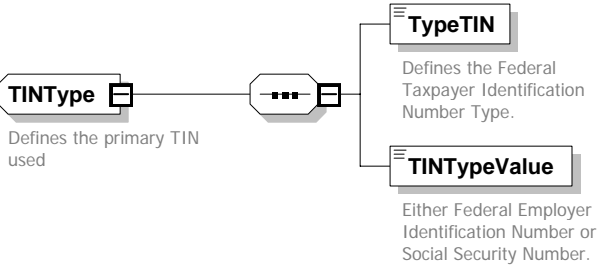 TypeTIN
Defines the Federal
Taxpayer Identification
Number Type.
TINType
Defines the primary TIN
used
TINTypeValue
Either Federal Employer
Identification Number or
Social Security Number.